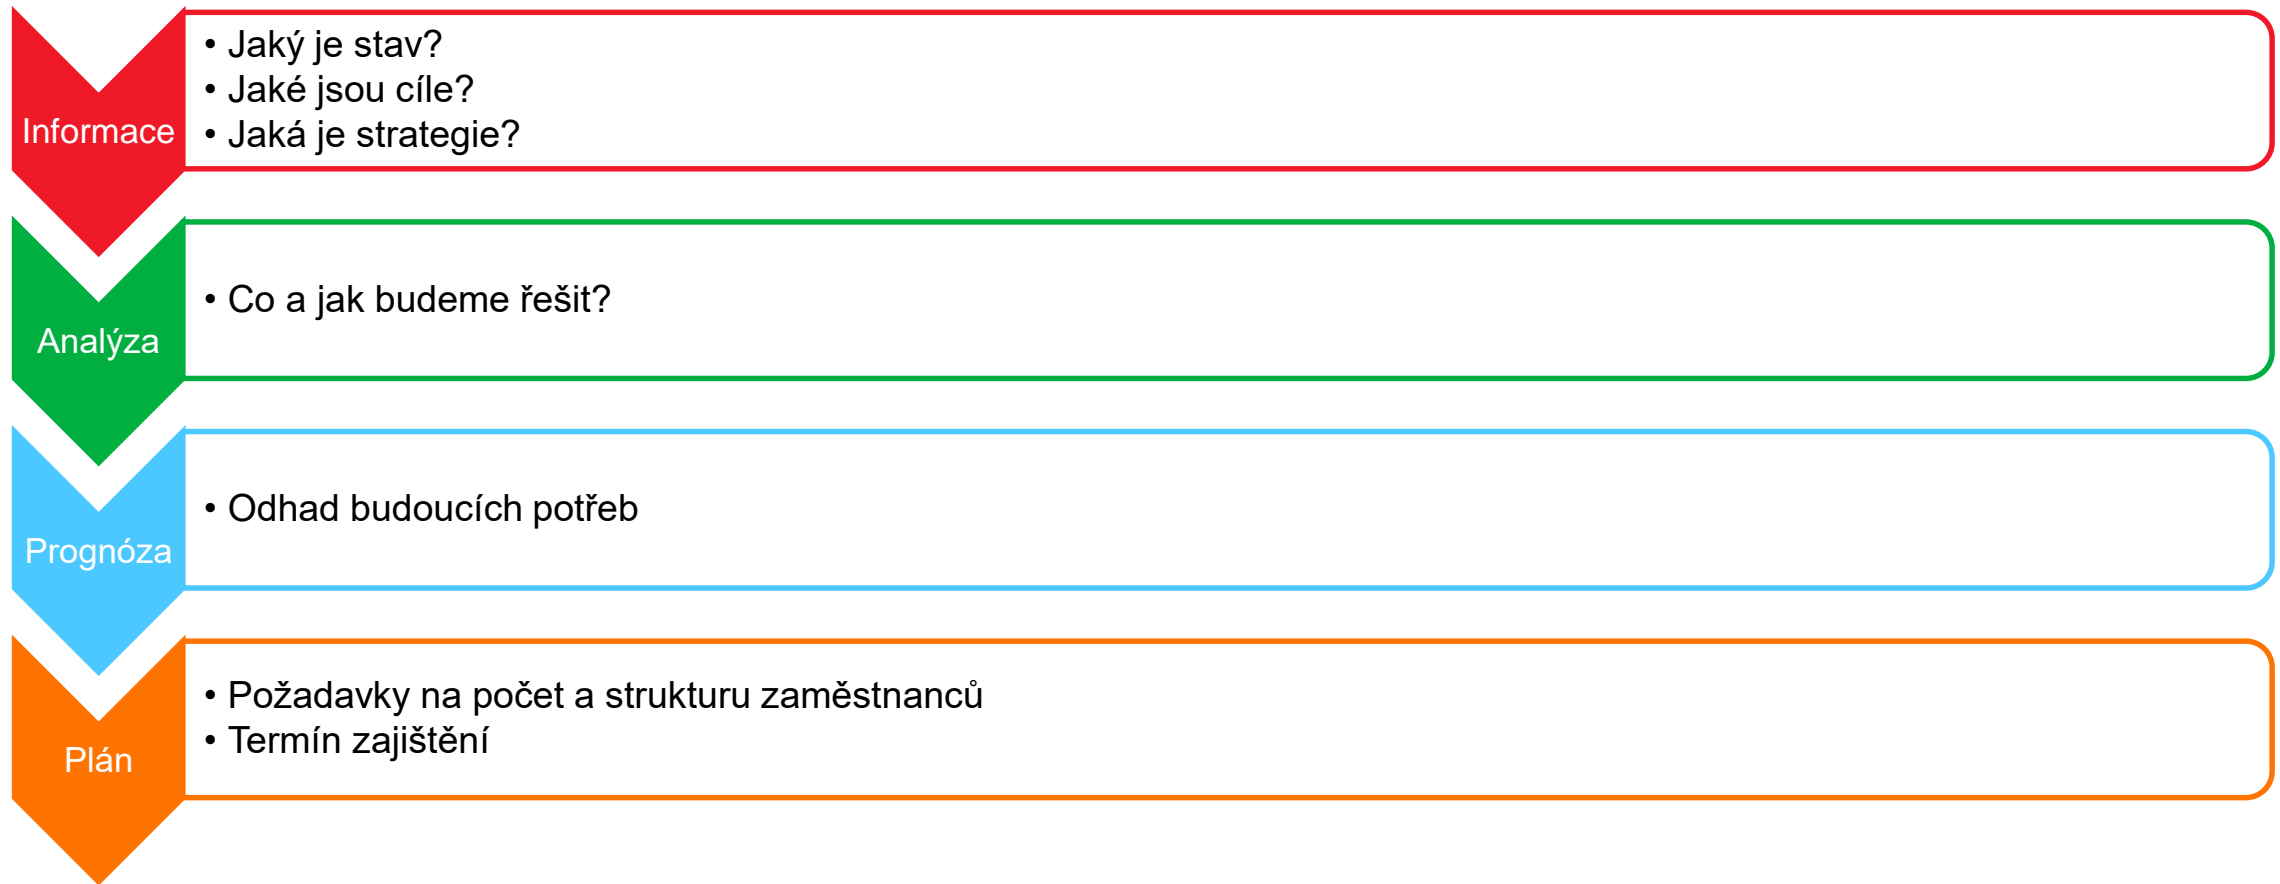 Informace
• Jaký je stav?
• Jaké jsou cíle?
• Jaká je strategie?
Analýza
• Co a jak budeme řešit?
Prognóza
• Odhad budoucích potřeb
Plán
• Požadavky na počet a strukturu zaměstnanců
• Termín zajištění